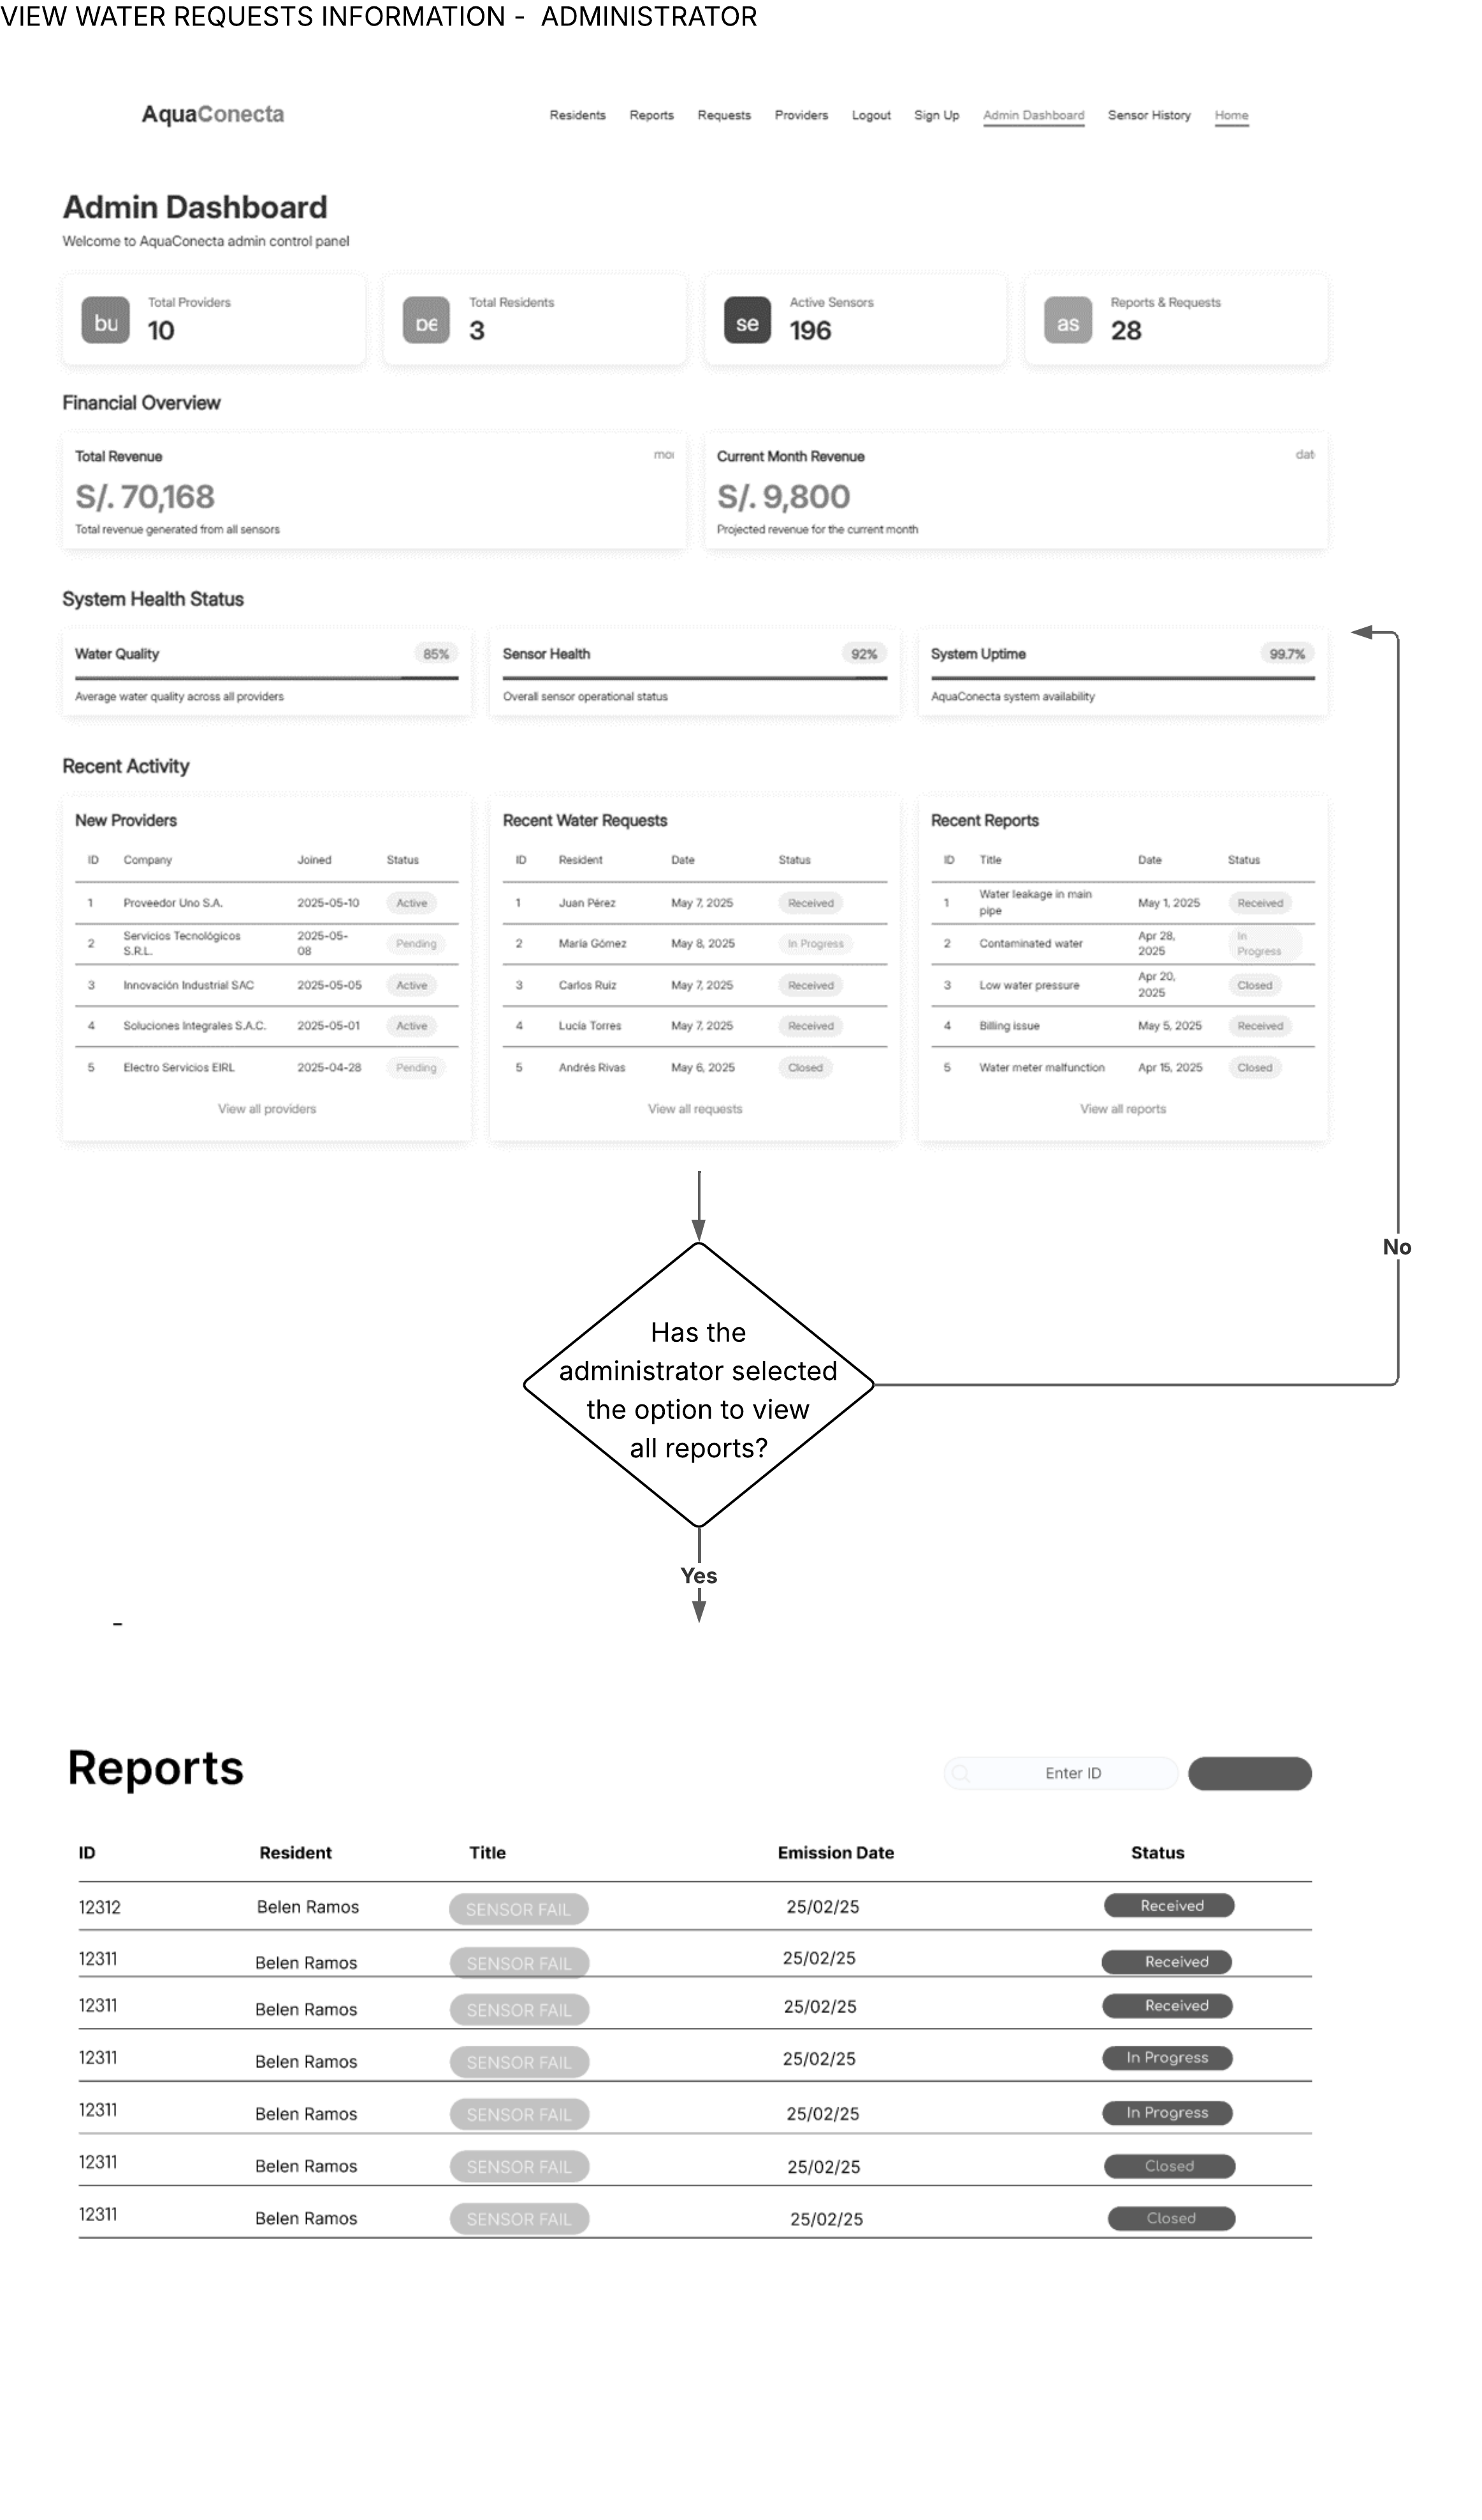 VIEW WATER REQUESTS INFORMATION - ADMINISTRATOR
AquaConecta
Residents Reports Requests Providers Logout Sign Up Admin Dashboard Sensor History Home
Admin Dashboard
Welcome to AquaConecta admin control panel
bu Total Providers 10
pe Total Residents 3
se Active Sensors 196
as Reports & Requests 28
Financial Overview
Total Revenue mo
S/. 70,168
Total revenue generated from all sensors
Current Month Revenue dat
S/. 9,800
Projected revenue for the current month
System Health Status
Water Quality 85%
Average water quality across all providers
Sensor Health 92%
Overall sensor operational status
System Uptime 99.7%
AquaConecta system availability
Recent Activity
New Providers
ID Company Joined Status
1 Proveedor Uno S.A. 2025-05-10 Active
2 Servicios Tecnológicos S.R.L. 2025-05-08 Pending
3 Innovación Industrial SAC 2025-05-05 Active
4 Soluciones Integrales S.A.C. 2025-05-01 Active
5 Electro Servicios EIRL 2025-04-28 Pending
View all providers
Recent Water Requests
ID Resident Date Status
1 Juan Pérez May 7, 2025 Received
2 María Gómez May 8, 2025 In Progress
3 Carlos Ruiz May 7, 2025 Received
4 Lucía Torres May 7, 2025 Received
5 Andrés Rivas May 6, 2025 Closed
View all requests
Recent Reports
ID Title Date Status
1 Water leakage in main pipe May 1, 2025 Received
2 Contaminated water Apr 28, 2025 In Progress
3 Low water pressure Apr 20, 2025 Closed
4 Billing issue May 5, 2025 Received
5 Water meter malfunction Apr 15, 2025 Closed
View all reports
Has the
administrator selected
the option to view
all reports?
No
Yes
-
Reports
Enter ID
ID Resident Title Emission Date Status
12312 Belen Ramos SENSOR FAIL 25/02/25 Received
12311 Belen Ramos SENSOR FAIL 25/02/25 Received
12311 Belen Ramos SENSOR FAIL 25/02/25 Received
12311 Belen Ramos SENSOR FAIL 25/02/25 In Progress
12311 Belen Ramos SENSOR FAIL 25/02/25 In Progress
12311 Belen Ramos SENSOR FAIL 25/02/25 Closed
12311 Belen Ramos SENSOR FAIL 25/02/25 Closed